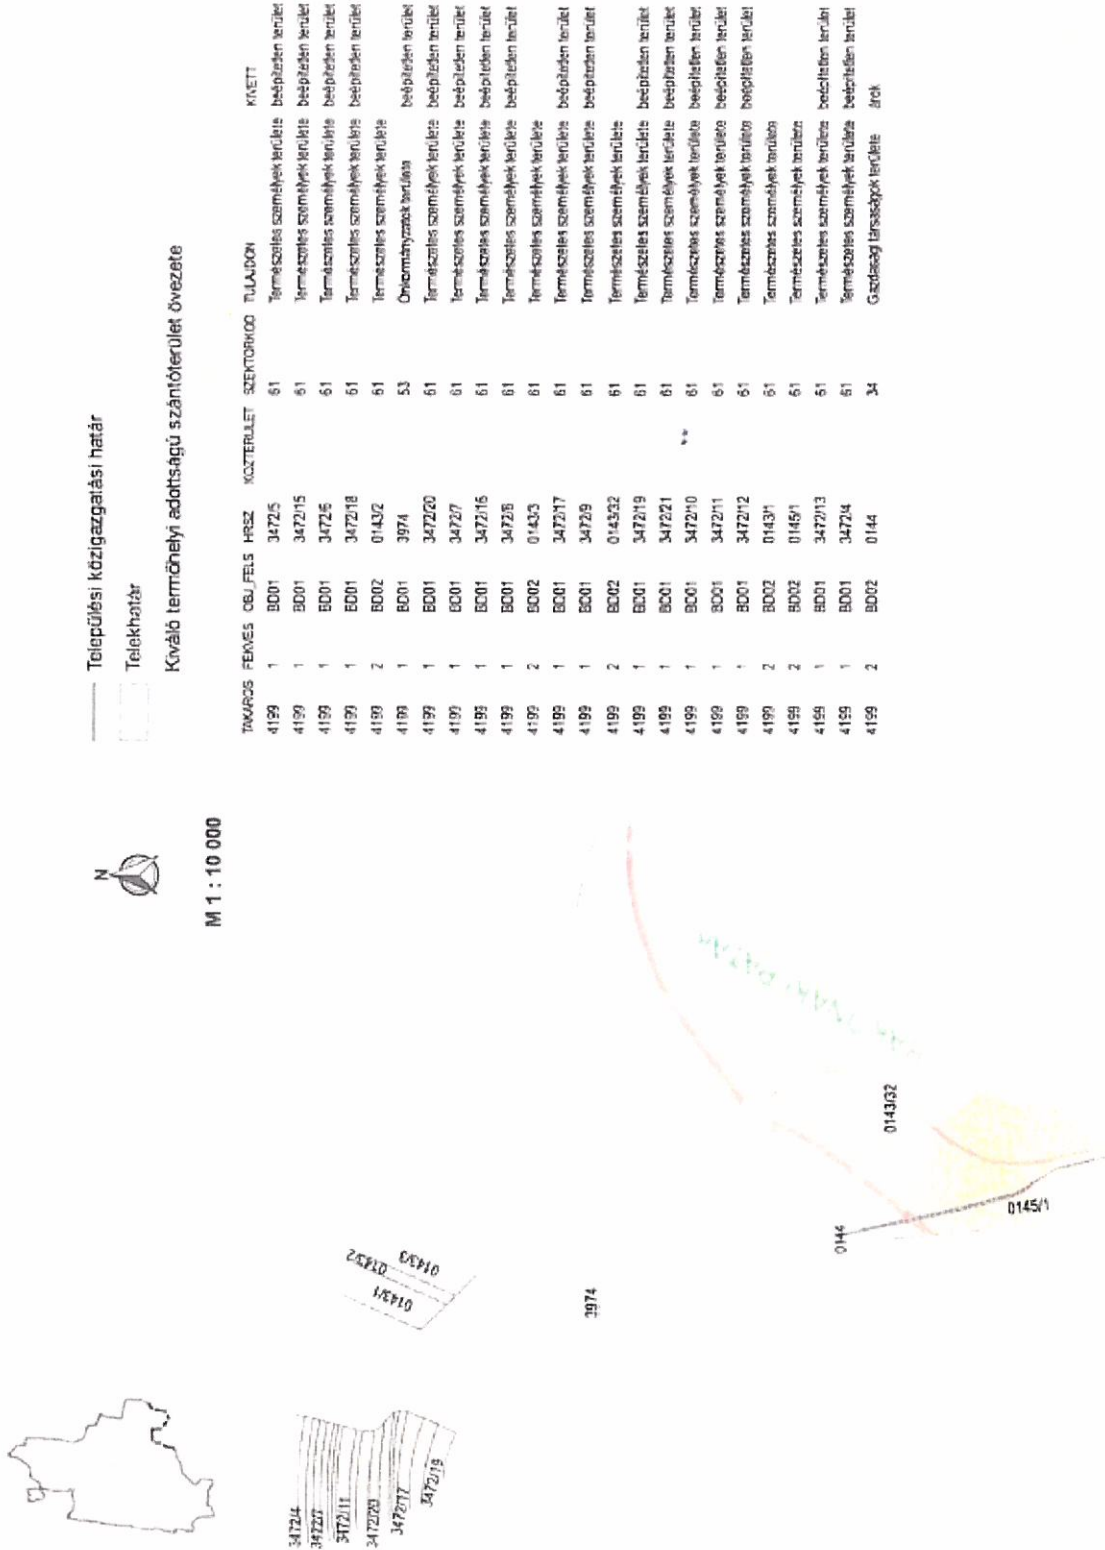 Települési közigazgatási határ
Telekhatár
Kiváló termőhelyi adottságú szántóterület övezete
N
M 1 : 10 000
TAKAROS FEKVES OBJ_FELS HRSZ KOZTERULET SZEKTORKOD TULAJDON KIVETT
4199 1 BD01 3472/5 61 Természetes személyek területe beépítetlen terület
4199 1 BD01 3472/15 61 Természetes személyek területe beépítetlen terület
4199 1 BD01 3472/6 61 Természetes személyek területe beépítetlen terület
4199 1 BD01 3472/18 61 Természetes személyek területe beépítetlen terület
4199 2 BD02 0143/2 61 Természetes személyek területe
4199 1 BD01 3974 53 Önkormányzatok területe beépítetlen terület
4199 1 BD01 3472/20 61 Természetes személyek területe beépítetlen terület
4199 1 BD01 3472/7 61 Természetes személyek területe beépítetlen terület
4199 1 BD01 3472/16 61 Természetes személyek területe beépítetlen terület
4199 1 BD01 3472/8 61 Természetes személyek területe beépítetlen terület
4199 2 BD02 0143/3 61 Természetes személyek területe
4199 1 BD01 3472/17 61 Természetes személyek területe beépítetlen terület
4199 1 BD01 3472/9 61 Természetes személyek területe beépítetlen terület
4199 2 BD02 0143/32 61 Természetes személyek területe
4199 1 BD01 3472/19 61 Természetes személyek területe beépítetlen terület
4199 1 BD01 3472/21 61 Természetes személyek területe beépítetlen terület
4199 1 BD01 3472/10 61 Természetes személyek területe beépítetlen terület
4199 1 BD01 3472/11 61 Természetes személyek területe beépítetlen terület
4199 1 BD01 3472/12 61 Természetes személyek területe beépítetlen terület
4199 2 BD02 0143/1 61 Természetes személyek területe
4199 2 BD02 0145/1 61 Természetes személyek területe
4199 1 BD01 3472/13 61 Természetes személyek területe beépítetlen terület
4199 1 BD01 3472/4 61 Természetes személyek területe beépítetlen terület
4199 2 BD02 0144 34 Gazdasag társaságok területe árok
3472/4
3472/7
3472/11
3472/20
3472/17
3472/19
0143/1
0143/2
0143/3
3974
0144
0143/32
0145/1